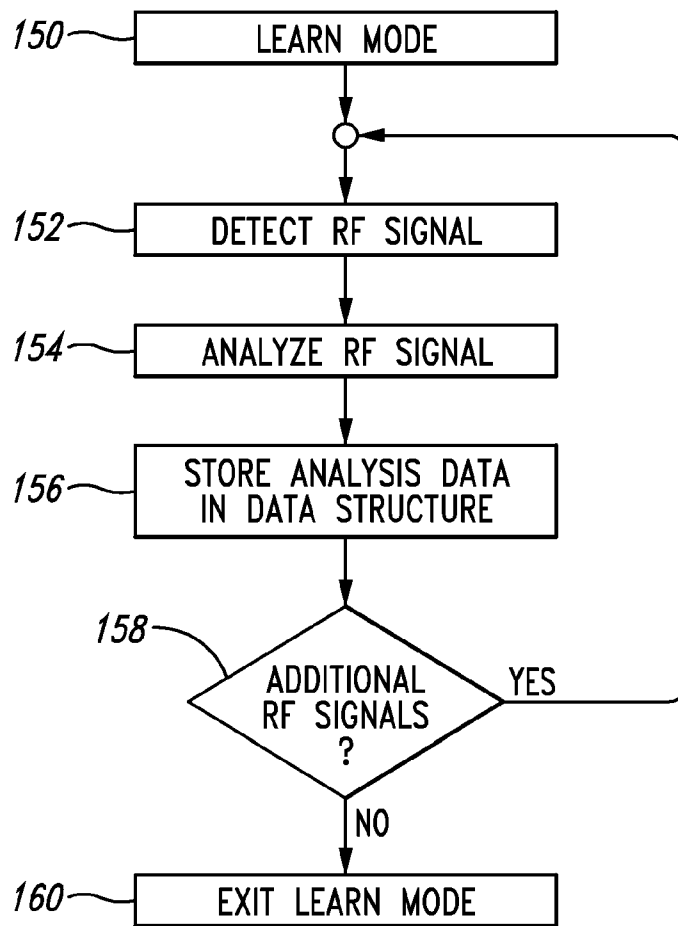 150
LEARN MODE
152
DETECT RF SIGNAL
154
ANALYZE RF SIGNAL
156
STORE ANALYSIS DATA
IN DATA STRUCTURE
158
ADDITIONAL
RF SIGNALS
?
YES
NO
160
EXIT LEARN MODE